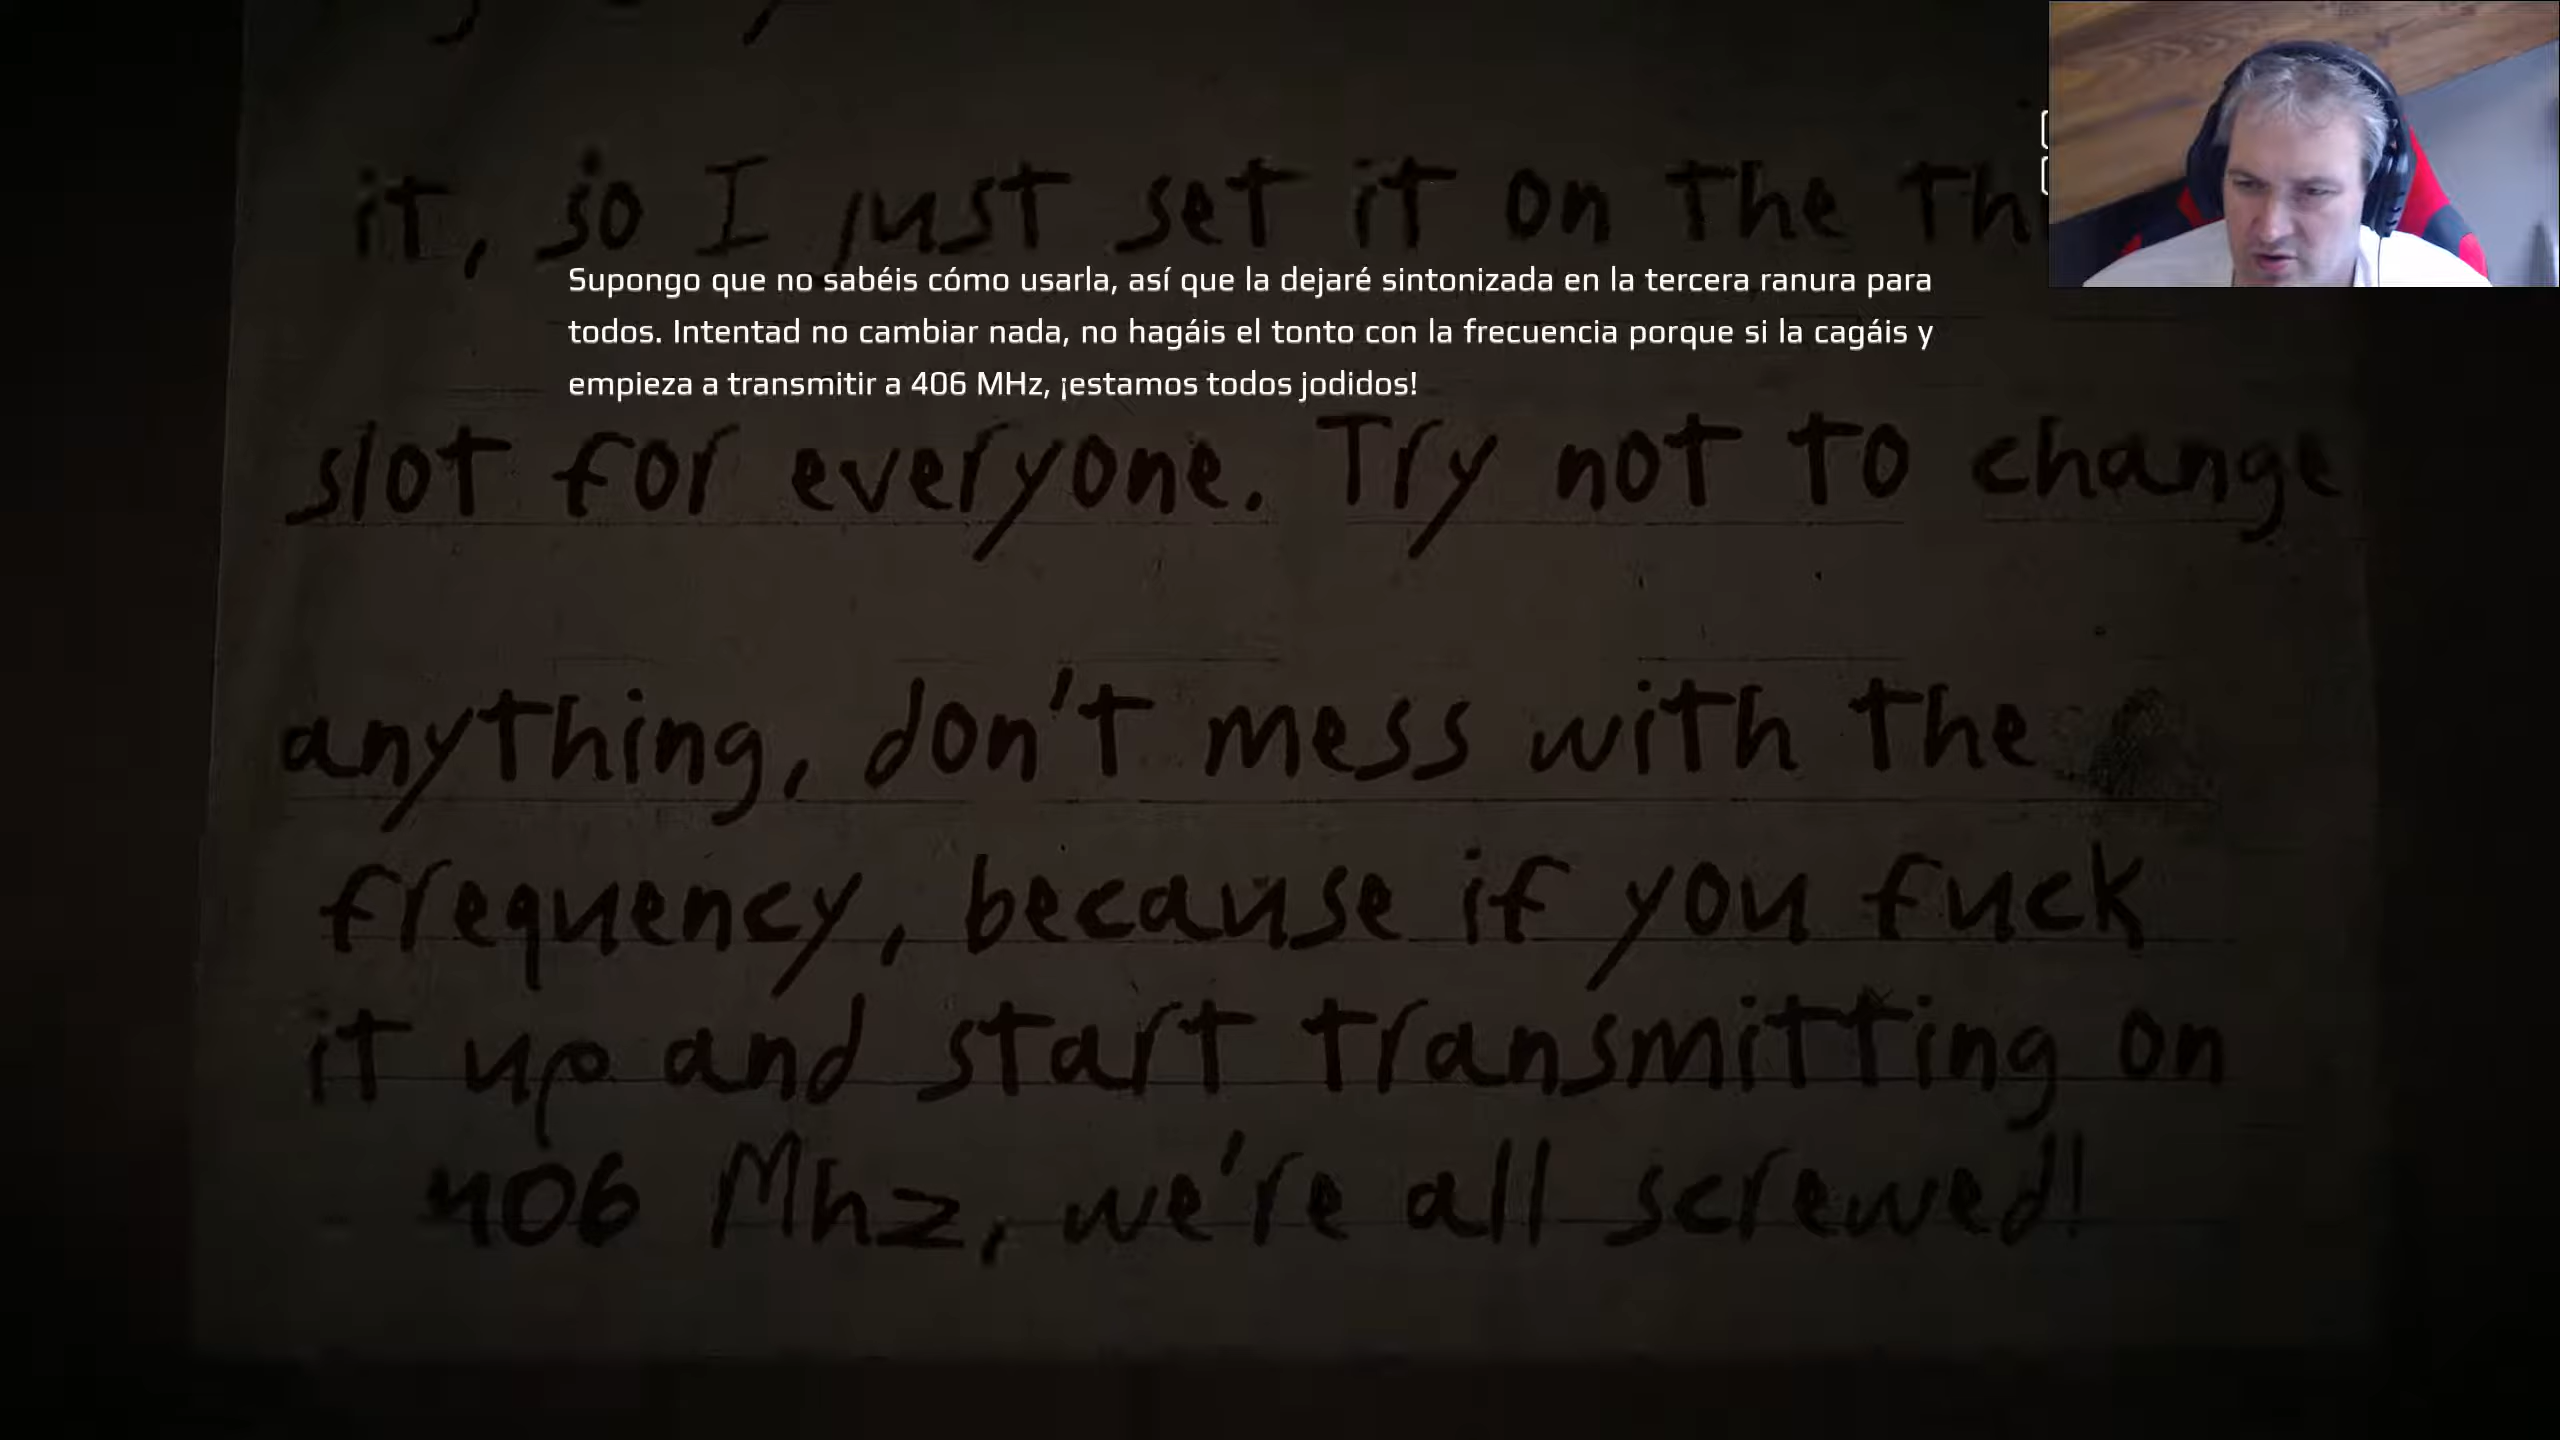 it, so I just set it on the
Supongo que no sabéis cómo usarla, así que la dejaré sintonizada en la tercera ranura para
todos. Intentad no cambiar nada, no hagáis el tonto con la frecuencia porque si la cagáis y
empieza a transmitir a 406 MHz, ¡estamos todos jodidos!
slot for everyone. Try not to change
anything, don't mess with the
frequency, because if you fuck
it up and start transmitting on
406 Mhz, we're all screwed!